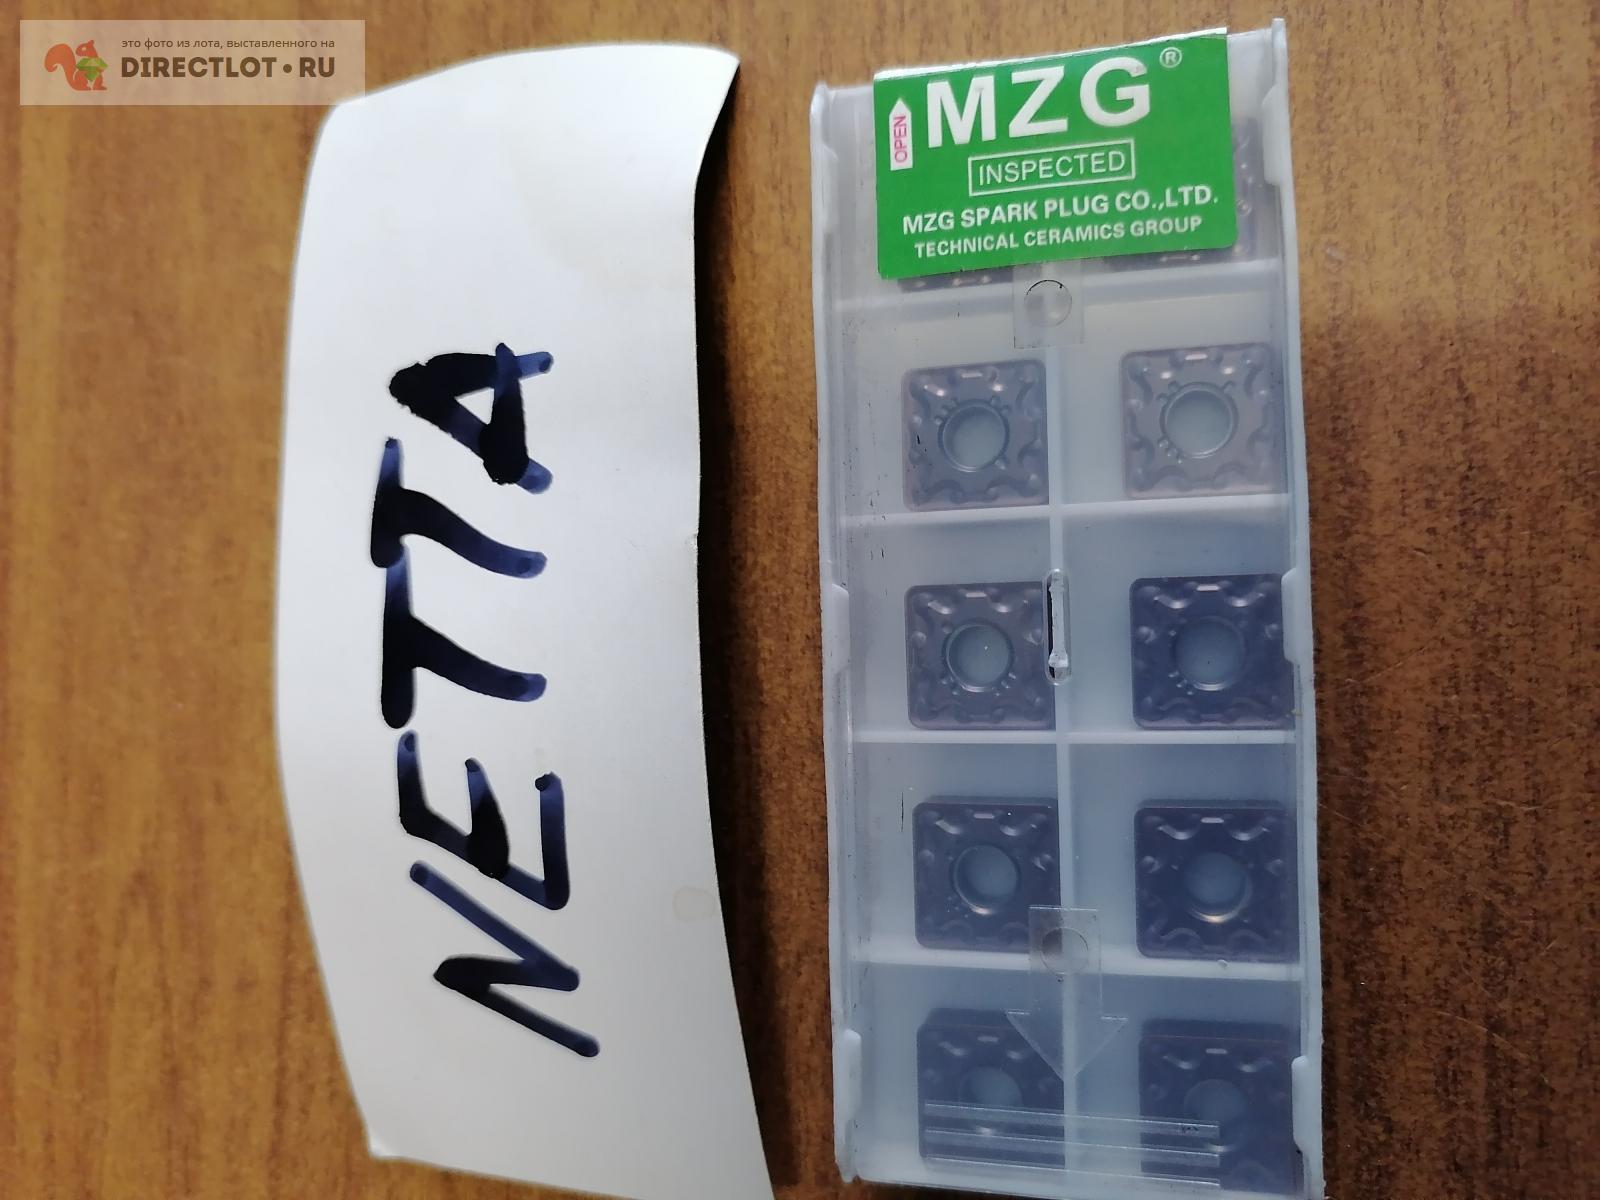 это фото из лота, выставленного на
DIRECTLOT•RU
NETTA
OPEN
MZG®
INSPECTED
MZG SPARK PLUG CO.,LTD.
TECHNICAL CERAMICS GROUP